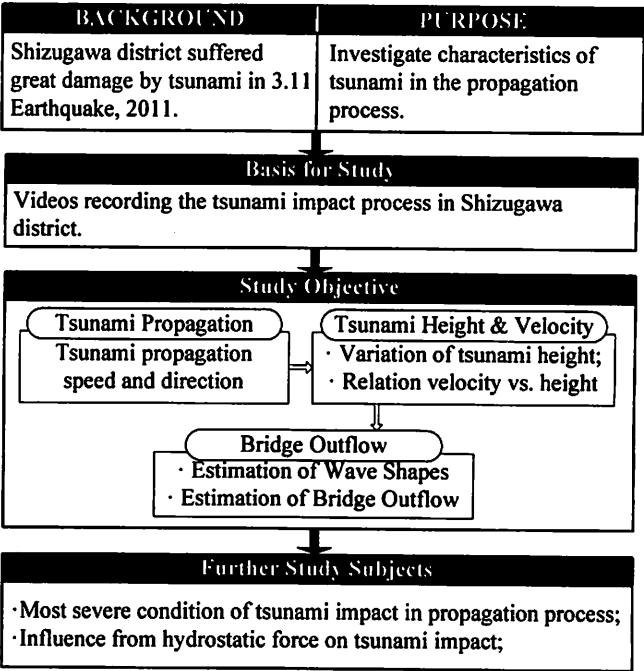 BACKGROUND
Shizugawa district suffered
great damage by tsunami in 3.11
Earthquake, 2011.
PURPOSE
Investigate characteristics of
tsunami in the propagation
process.
Basis for Study
Videos recording the tsunami impact process in Shizugawa
district.
Study Objective
Tsunami Propagation
Tsunami propagation
speed and direction
Tsunami Height & Velocity
· Variation of tsunami height;
· Relation velocity vs. height
Bridge Outflow
· Estimation of Wave Shapes
· Estimation of Bridge Outflow
Further Study Subjects
·Most severe condition of tsunami impact in propagation process;
·Influence from hydrostatic force on tsunami impact;